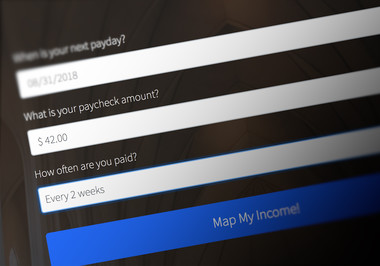 When is your next payday?
08/31/2018
What is your paycheck amount?
$ 42.00
How often are you paid?
Every 2 weeks
Map My Income!